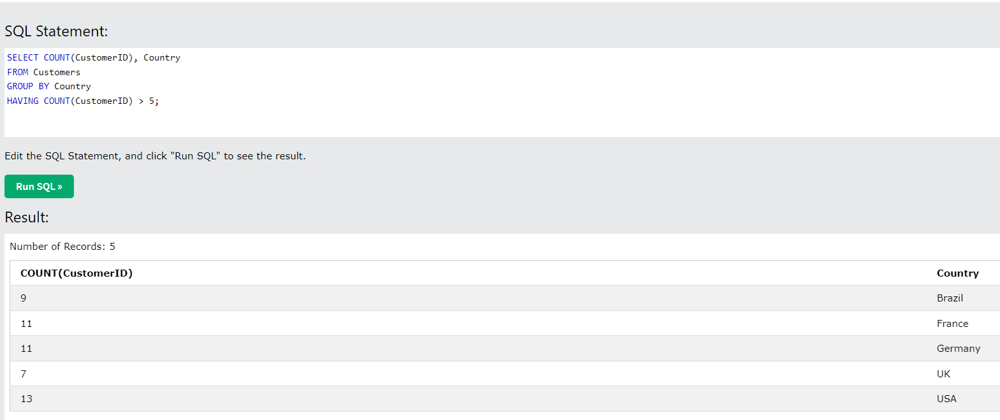 SQL Statement:
SELECT COUNT(CustomerID), Country
FROM Customers
GROUP BY Country
HAVING COUNT(CustomerID) > 5;
Edit the SQL Statement, and click "Run SQL" to see the result.
Run SQL »
Result:
Number of Records: 5
COUNT(CustomerID) Country
9 Brazil
11 France
11 Germany
7 UK
13 USA